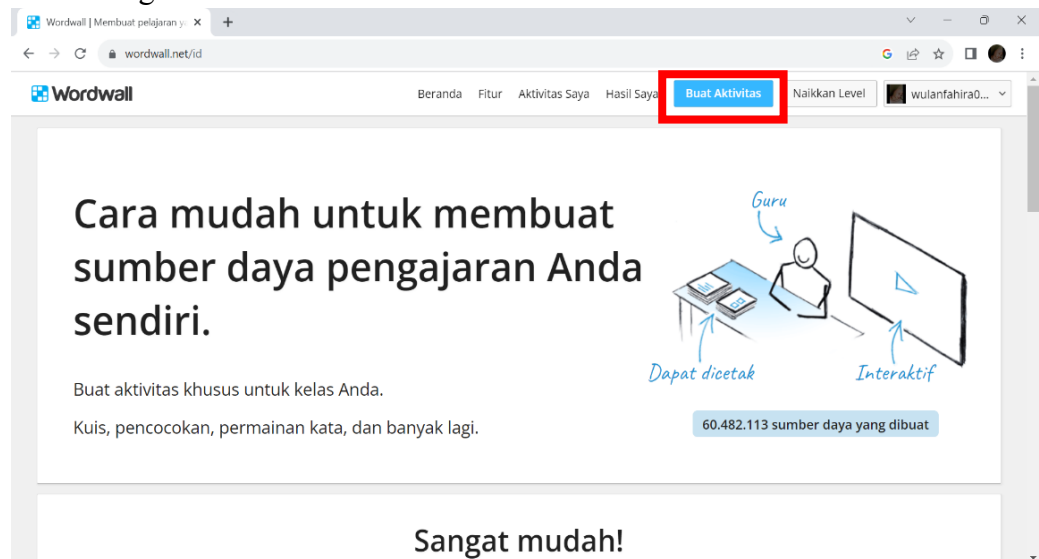 Wordwall | Membuat pelajaran y
wordwall.net/id
Wordwall
Beranda Fitur Aktivitas Saya Hasil Saya Buat Aktivitas Naikkan Level wulanfahira0...
Cara mudah untuk membuat
sumber daya pengajaran Anda
sendiri.
Buat aktivitas khusus untuk kelas Anda.
Kuis, pencocokan, permainan kata, dan banyak lagi.
Guru
Dapat dicetak
Interaktif
60.482.113 sumber daya yang dibuat
Sangat mudah!